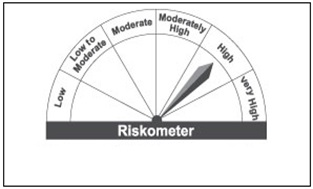 Low
Low to
Moderate
Moderate
Moderately
High
High
very High
Riskometer